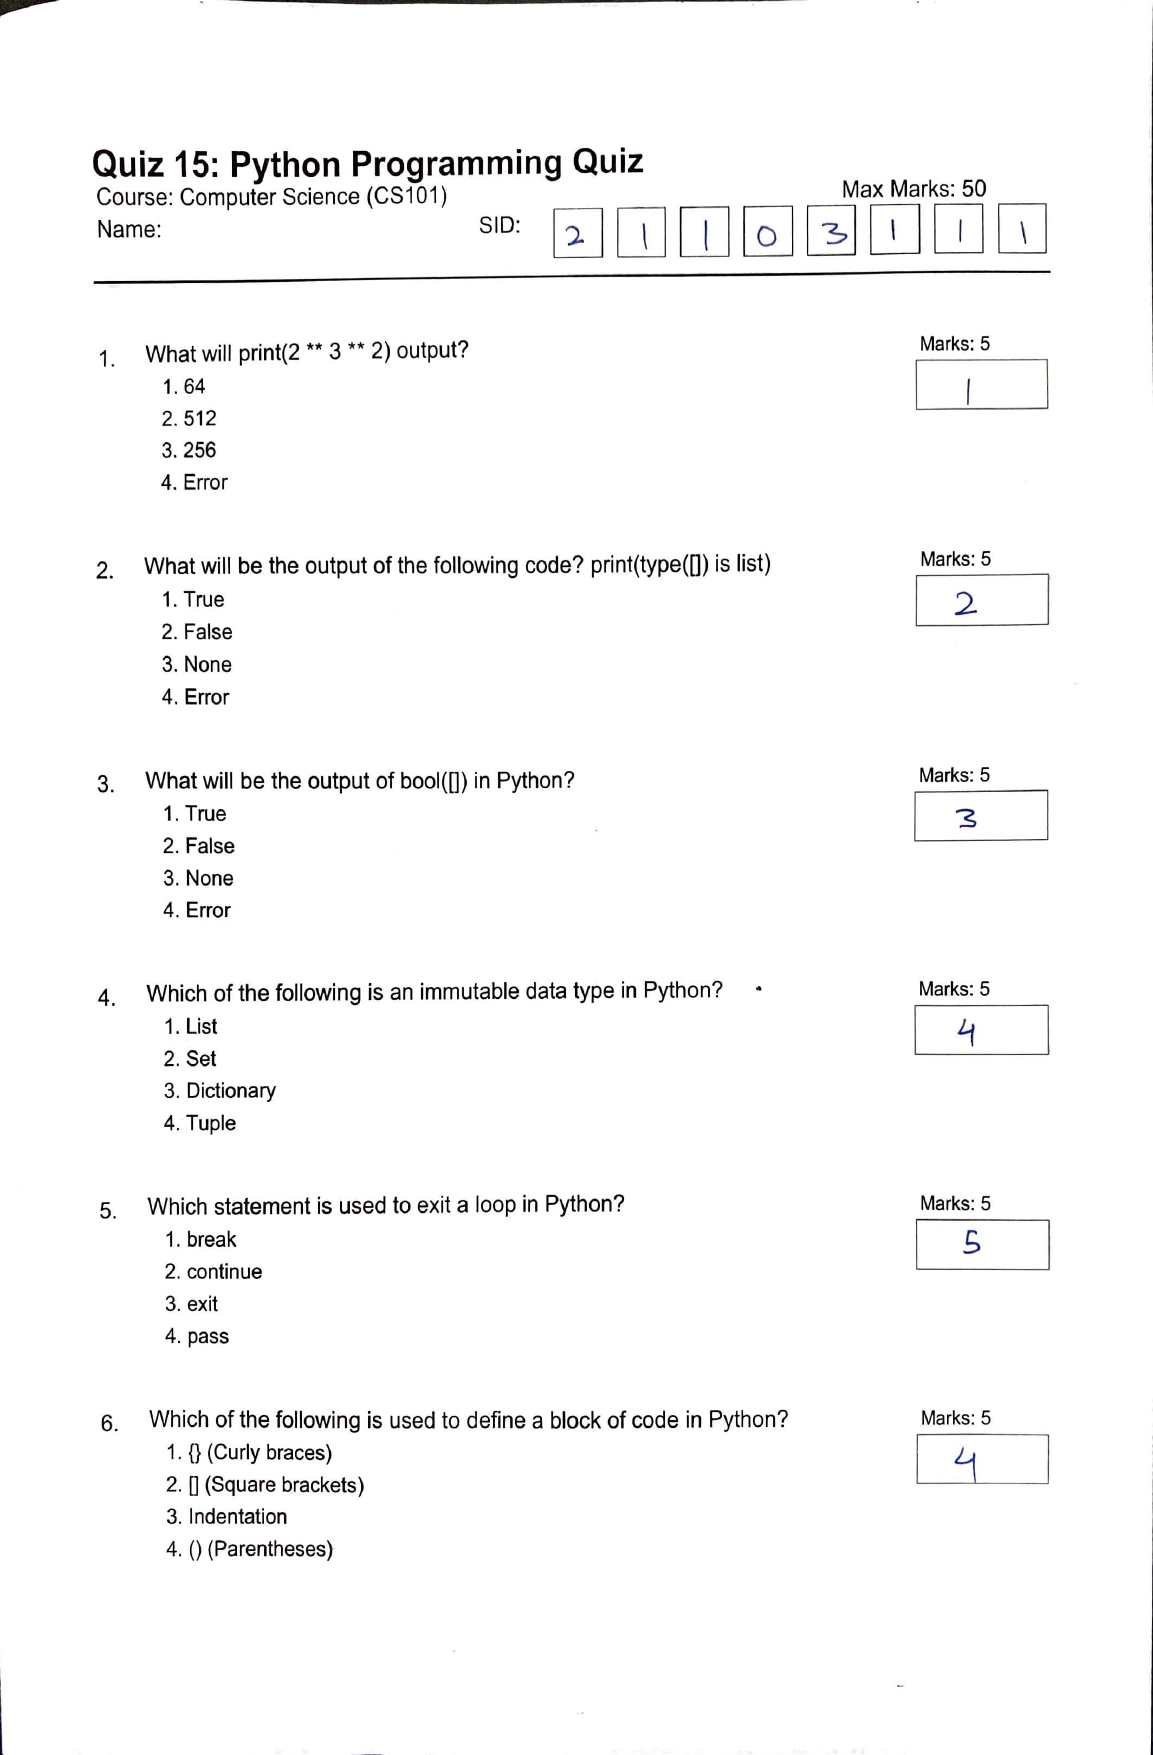 Quiz 15: Python Programming Quiz
Course: Computer Science (CS101)
Max Marks: 50
Name:
SID: 2 1 1 0 3 1 1 1
1. What will print(2 ** 3 ** 2) output?
Marks: 5
1
1. 64
2. 512
3. 256
4. Error
2. What will be the output of the following code? print(type([]) is list)
Marks: 5
2
1. True
2. False
3. None
4. Error
3. What will be the output of bool([]) in Python?
Marks: 5
3
1. True
2. False
3. None
4. Error
4. Which of the following is an immutable data type in Python?
Marks: 5
4
1. List
2. Set
3. Dictionary
4. Tuple
5. Which statement is used to exit a loop in Python?
Marks: 5
5
1. break
2. continue
3. exit
4. pass
6. Which of the following is used to define a block of code in Python?
Marks: 5
4
1. {} (Curly braces)
2. [] (Square brackets)
3. Indentation
4. () (Parentheses)